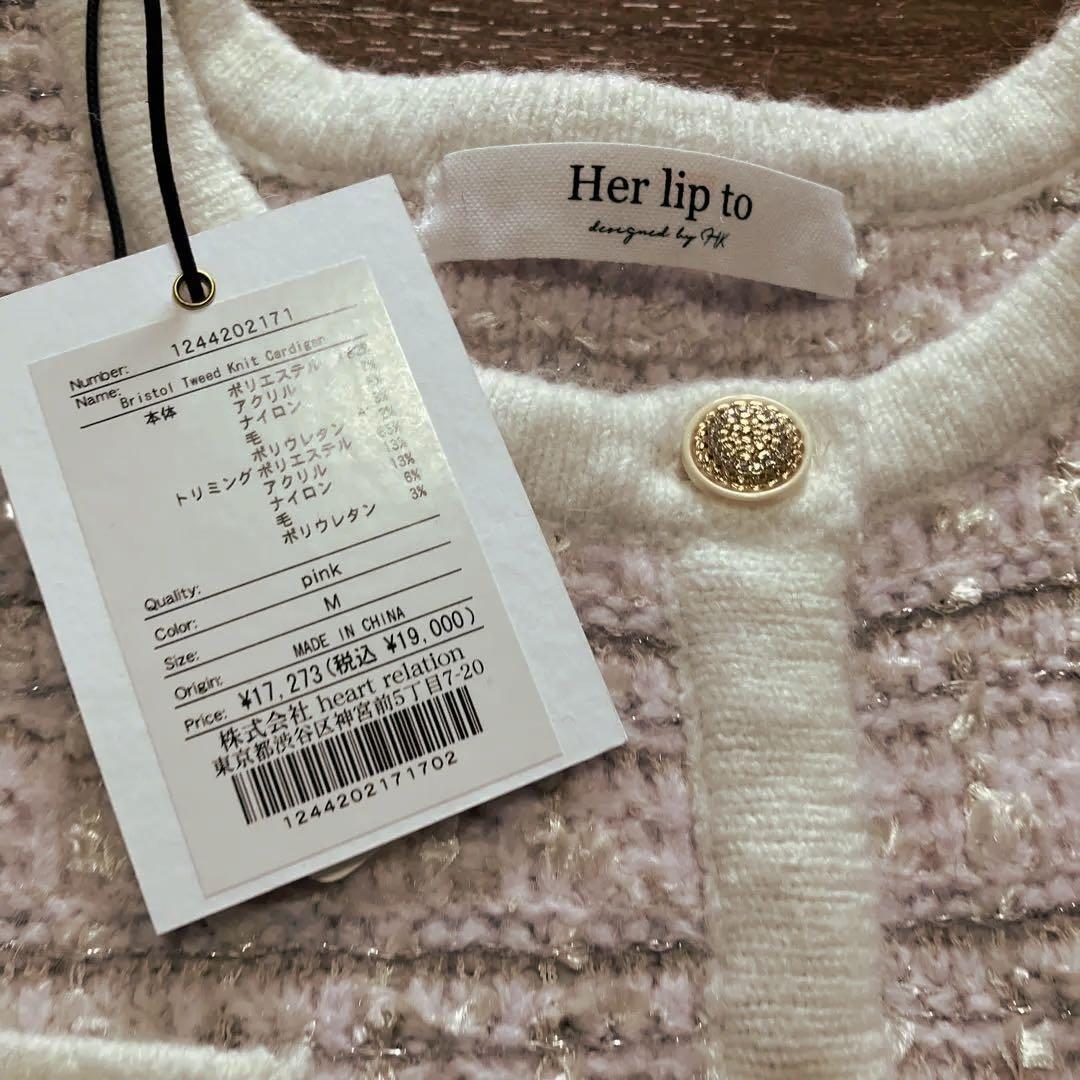 Her lip to
designed by HK
Number: 1244202171
Name: Bristol Tweed Knit Cardigan
本体 ポリエステル
アクリル
ナイロン
毛
ポリウレタン
トリミング ポリエステル 65%
アクリル 13%
ナイロン 13%
毛 6%
ポリウレタン 3%
Quality:
Color: pink
Size: M
Origin: MADE IN CHINA
Price: ¥17,273(税込 ¥19,000)
株式会社 heart relation
東京都渋谷区神宮前5丁目7-20
1244202171702